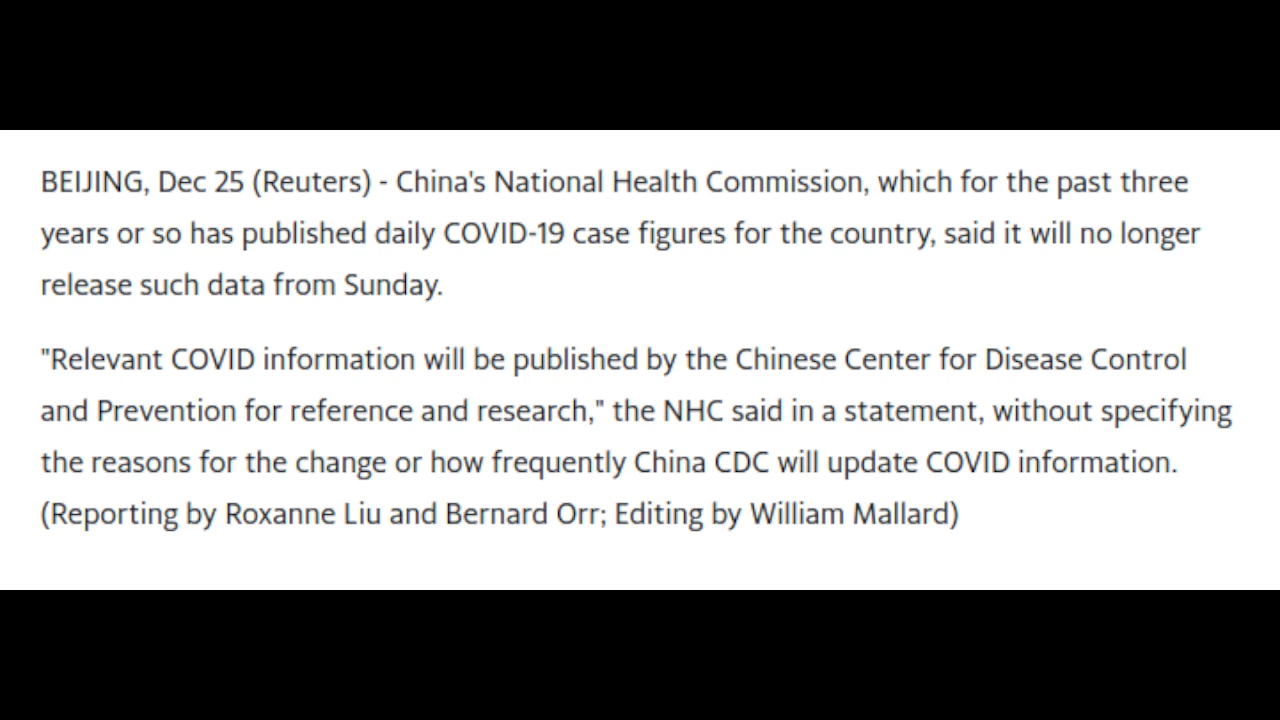 BEIJING, Dec 25 (Reuters) - China's National Health Commission, which for the past three
years or so has published daily COVID-19 case figures for the country, said it will no longer
release such data from Sunday.
"Relevant COVID information will be published by the Chinese Center for Disease Control
and Prevention for reference and research," the NHC said in a statement, without specifying
the reasons for the change or how frequently China CDC will update COVID information.
(Reporting by Roxanne Liu and Bernard Orr; Editing by William Mallard)